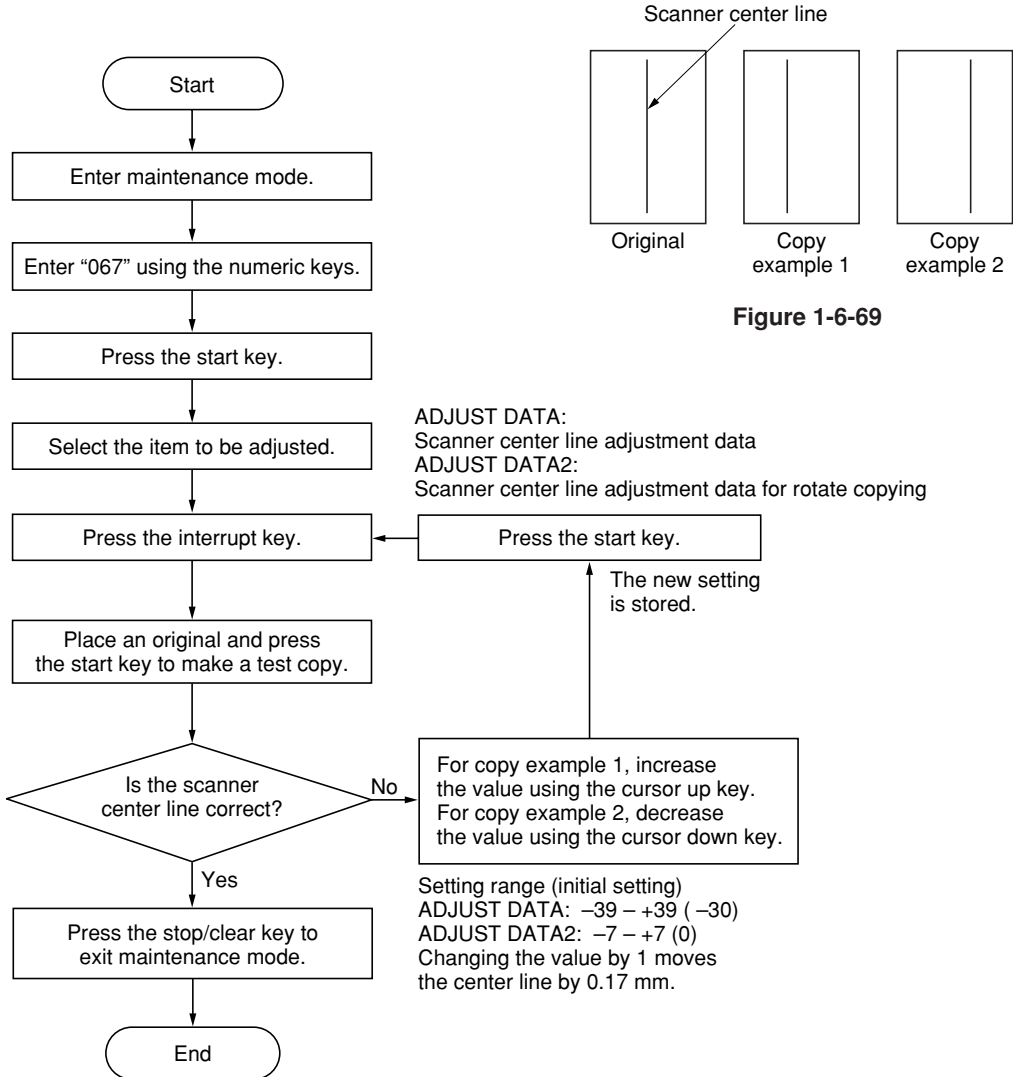 Scanner center line
Original
Copy
example 1
Copy
example 2
Figure 1-6-69
Start
Enter maintenance mode.
Enter “067” using the numeric keys.
Press the start key.
Select the item to be adjusted.
ADJUST DATA:
Scanner center line adjustment data
ADJUST DATA2:
Scanner center line adjustment data for rotate copying
Press the interrupt key.
Press the start key.
The new setting
is stored.
Place an original and press
the start key to make a test copy.
Is the scanner
center line correct?
No
For copy example 1, increase
the value using the cursor up key.
For copy example 2, decrease
the value using the cursor down key.
Yes
Setting range (initial setting)
ADJUST DATA: –39 – +39 ( –30)
ADJUST DATA2: –7 – +7 (0)
Changing the value by 1 moves
the center line by 0.17 mm.
Press the stop/clear key to
exit maintenance mode.
End